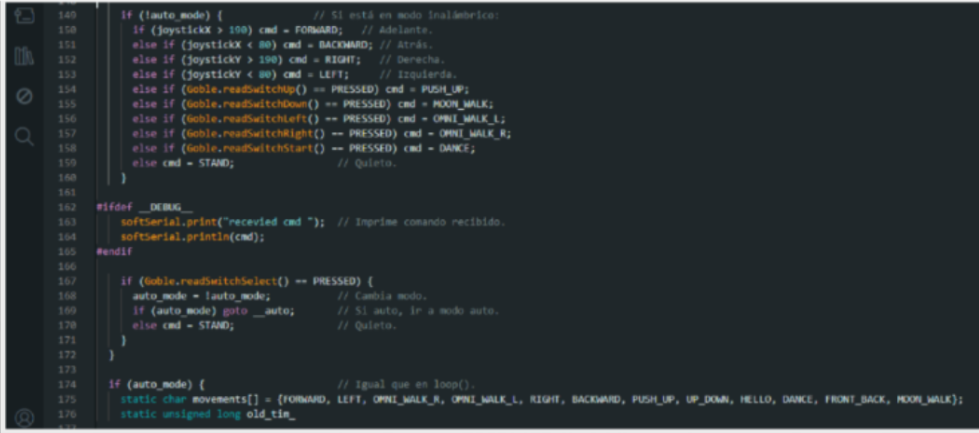 149 if (!auto_mode) { // Si está en modo inalámbrico:
150 if (joystickX > 190) cmd = FORWARD; // Adelante.
151 else if (joystickX < 80) cmd = BACKWARD; // Atrás.
152 else if (joystickY > 190) cmd = RIGHT; // Derecha.
153 else if (joystickY < 80) cmd = LEFT; // Izquierda.
154 else if (Goble.readSwitchUp() == PRESSED) cmd = PUSH_UP;
155 else if (Goble.readSwitchDown() == PRESSED) cmd = MOON_WALK;
156 else if (Goble.readSwitchLeft() == PRESSED) cmd = OMNI_WALK_L;
157 else if (Goble.readSwitchRight() == PRESSED) cmd = OMNI_WALK_R;
158 else if (Goble.readSwitchStart() == PRESSED) cmd = DANCE;
159 else cmd = STAND; // Quieto.
160 }
161
162 #ifdef __DEBUG__
163 softSerial.print("recevied cmd "); // Imprime comando recibido.
164 softSerial.println(cmd);
165 #endif
166
167 if (Goble.readSwitchSelect() == PRESSED) {
168 auto_mode = !auto_mode; // Cambia modo.
169 if (auto_mode) goto __auto; // Si auto, ir a modo auto.
170 else cmd = STAND; // Quieto.
171 }
172 }
173
174 if (auto_mode) { // Igual que en loop().
175 static char movements[] = {FORWARD, LEFT, OMNI_WALK_R, OMNI_WALK_L, RIGHT, BACKWARD, PUSH_UP, UP_DOWN, HELLO, DANCE, FRONT_BACK, MOON_WALK};
176 static unsigned long old_tim_